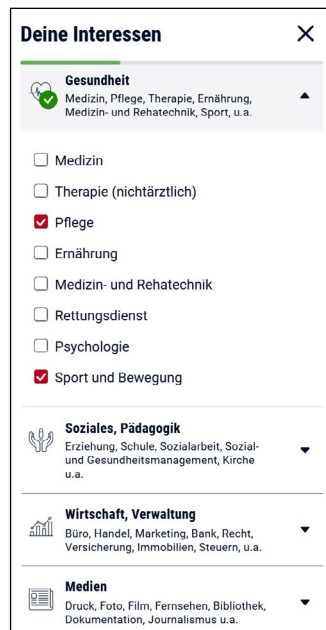 Deine Interessen
Gesundheit
Medizin, Pflege, Therapie, Ernährung,
Medizin- und Rehatechnik, Sport, u.a.
Medizin
Therapie (nichtärztlich)
Pflege
Ernährung
Medizin- und Rehatechnik
Rettungsdienst
Psychologie
Sport und Bewegung
Soziales, Pädagogik
Erziehung, Schule, Sozialarbeit, Sozial-
und Gesundheitsmanagement, Kirche
u.a.
Wirtschaft, Verwaltung
Büro, Handel, Marketing, Bank, Recht,
Versicherung, Immobilien, Steuern, u.a.
Medien
Druck, Foto, Film, Fernsehen, Bibliothek,
Dokumentation, Journalismus u.a.